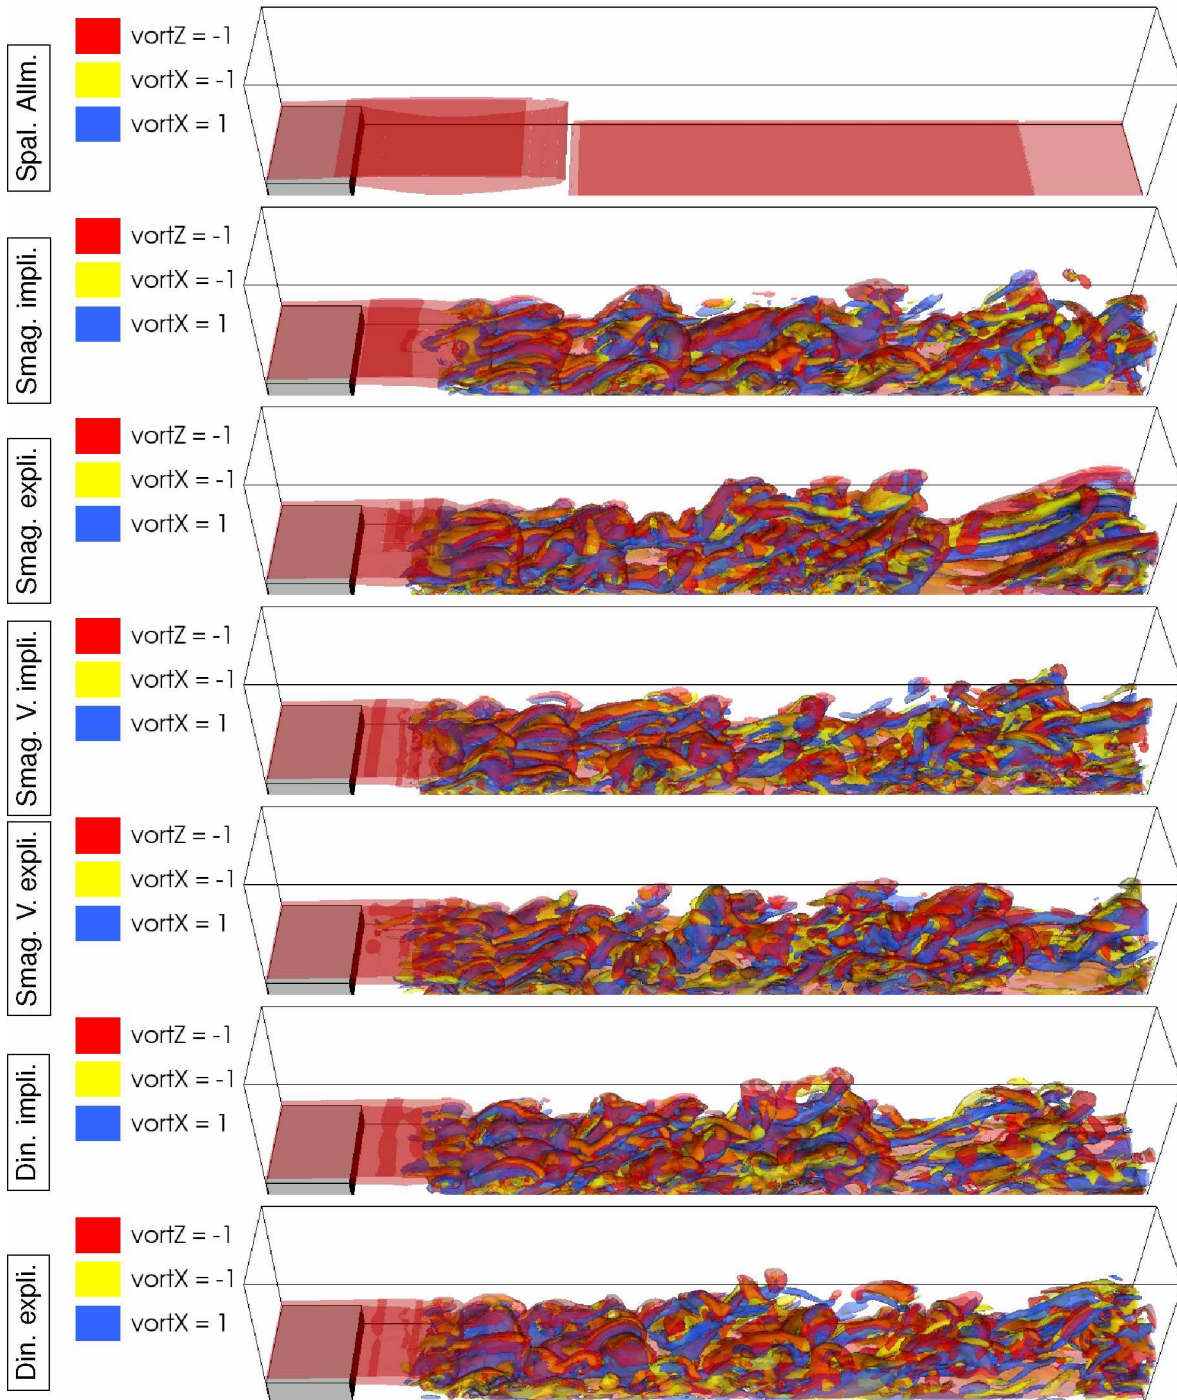 Spal. Allm.
vortZ = -1
vortX = -1
vortX = 1
Smag. impli.
vortZ = -1
vortX = -1
vortX = 1
Smag. expli.
vortZ = -1
vortX = -1
vortX = 1
Smag. V. impli.
vortZ = -1
vortX = -1
vortX = 1
Smag. V. expli.
vortZ = -1
vortX = -1
vortX = 1
Din. impli.
vortZ = -1
vortX = -1
vortX = 1
Din. expli.
vortZ = -1
vortX = -1
vortX = 1